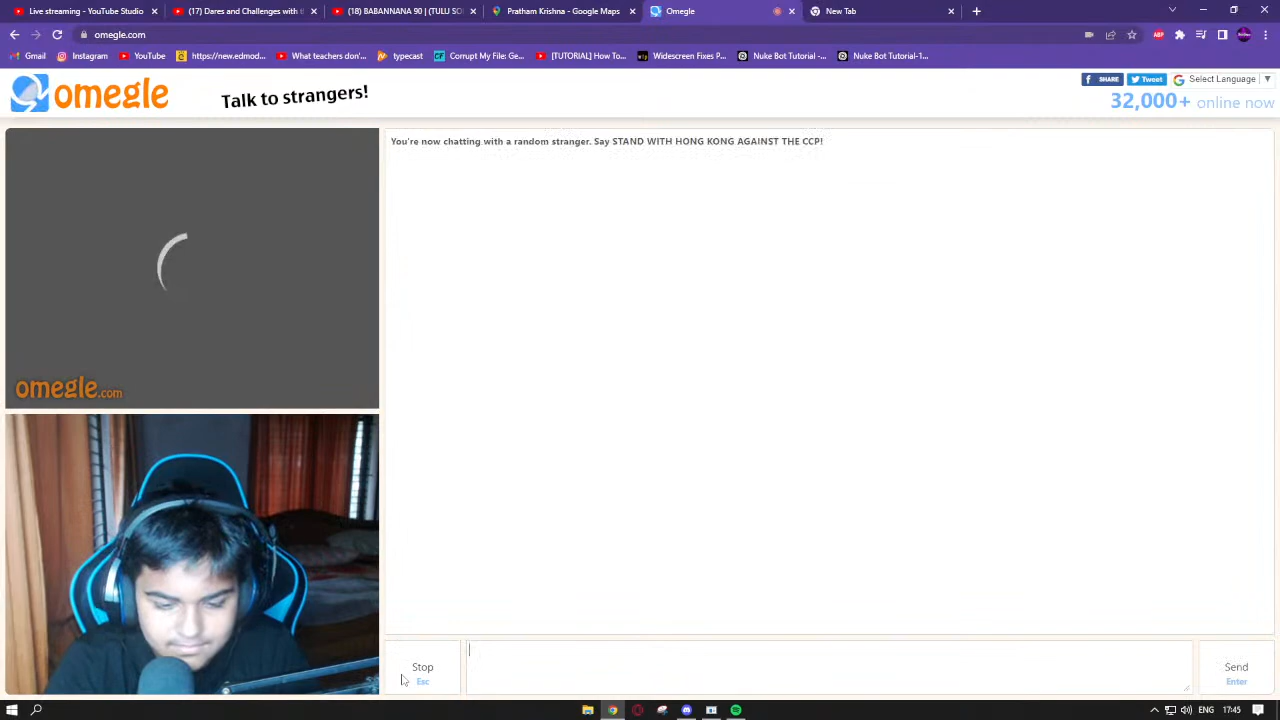 Live streaming - YouTube Studio
(17) Dares and Challenges with t
(18) BABANNANA 90 | (TULU SO
Pratham Krishna - Google Maps
Omegle
New Tab
omegle.com
Gmail
Instagram
YouTube
https://new.edmod...
What teachers don'...
typecast
Corrupt My File: Ge...
[TUTORIAL] How To...
Widescreen Fixes P...
Nuke Bot Tutorial -...
Nuke Bot Tutorial-1...
omegle
Talk to strangers!
SHARE
Tweet
Select Language
32,000+ online now
You're now chatting with a random stranger. Say STAND WITH HONG KONG AGAINST THE CCP!
omegle.com
Stop
Esc
Send
Enter
ENG
17:45